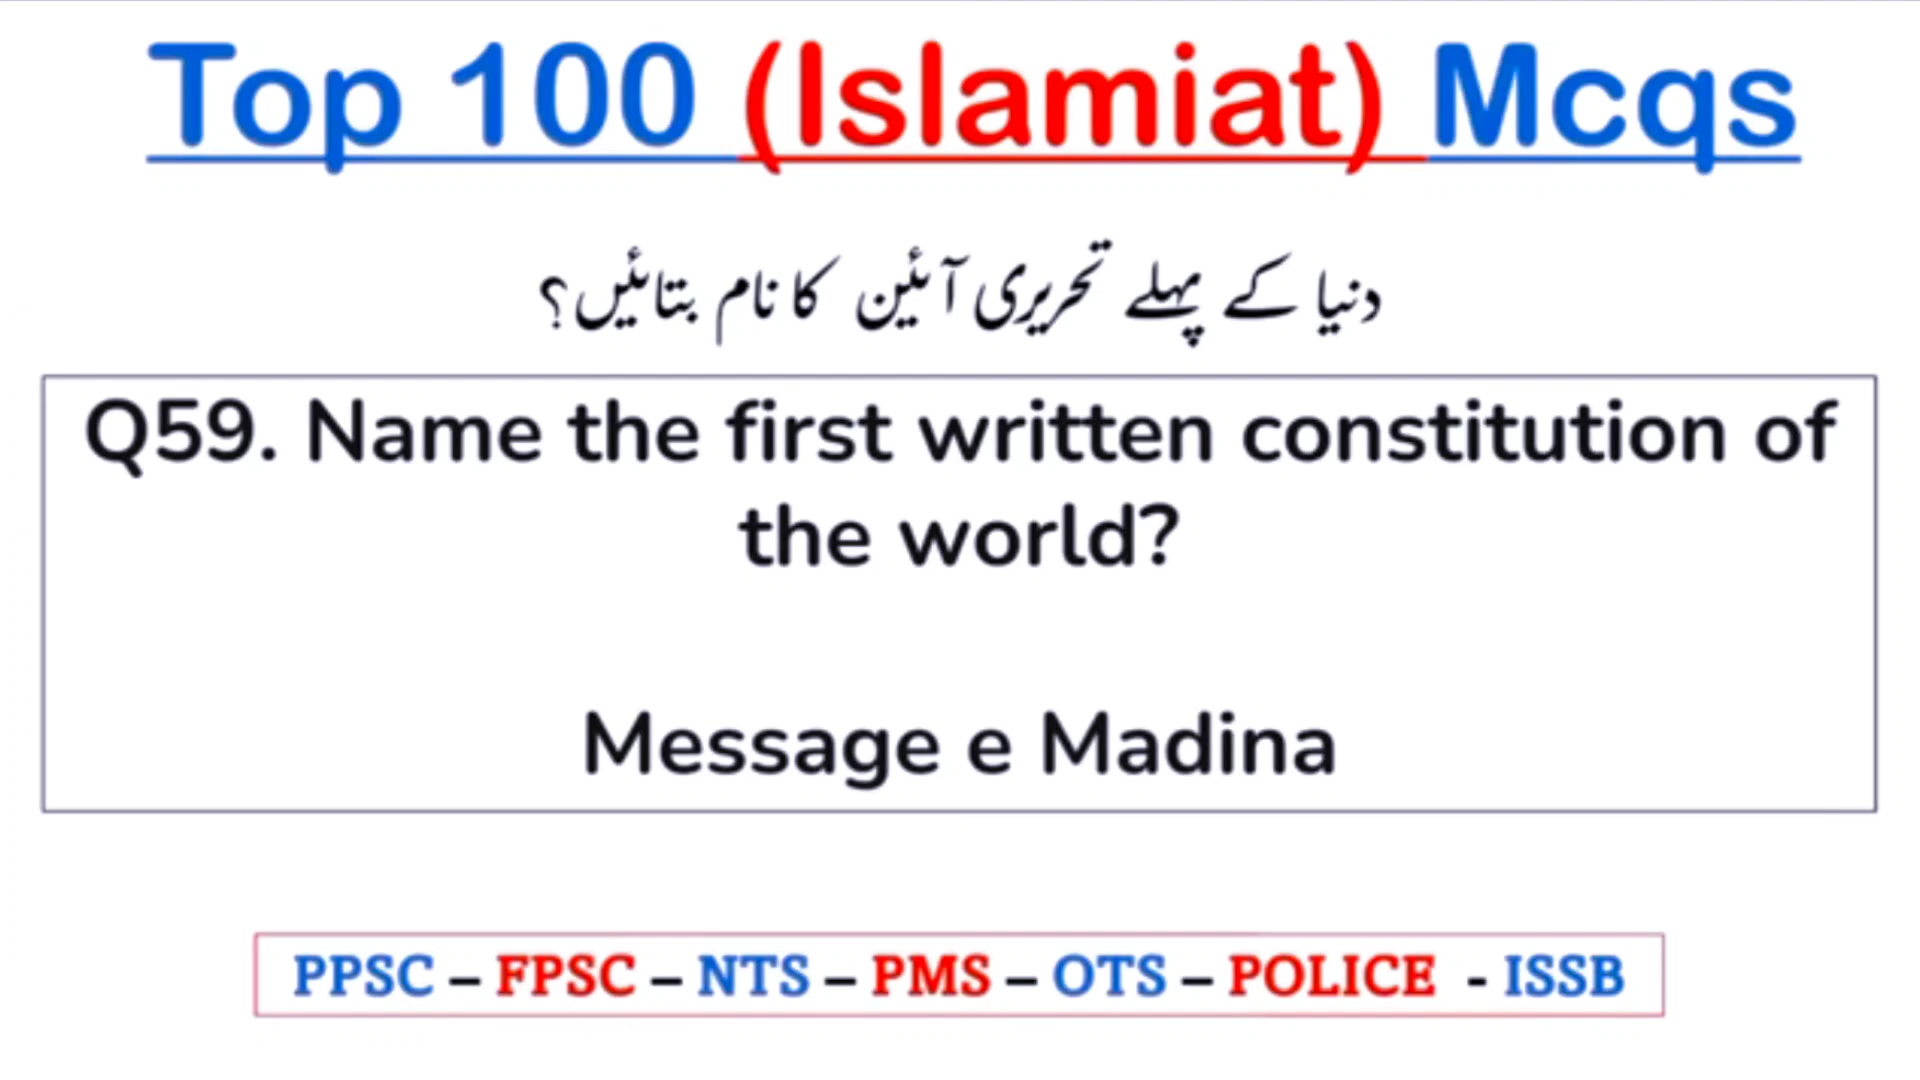 Top 100 (Islamiat) Mcqs
دنیا کے پہلے تحریری آئین کا نام بتائیں؟
Q59. Name the first written constitution of
the world?
Message e Madina
PPSC – FPSC – NTS – PMS – OTS – POLICE - ISSB